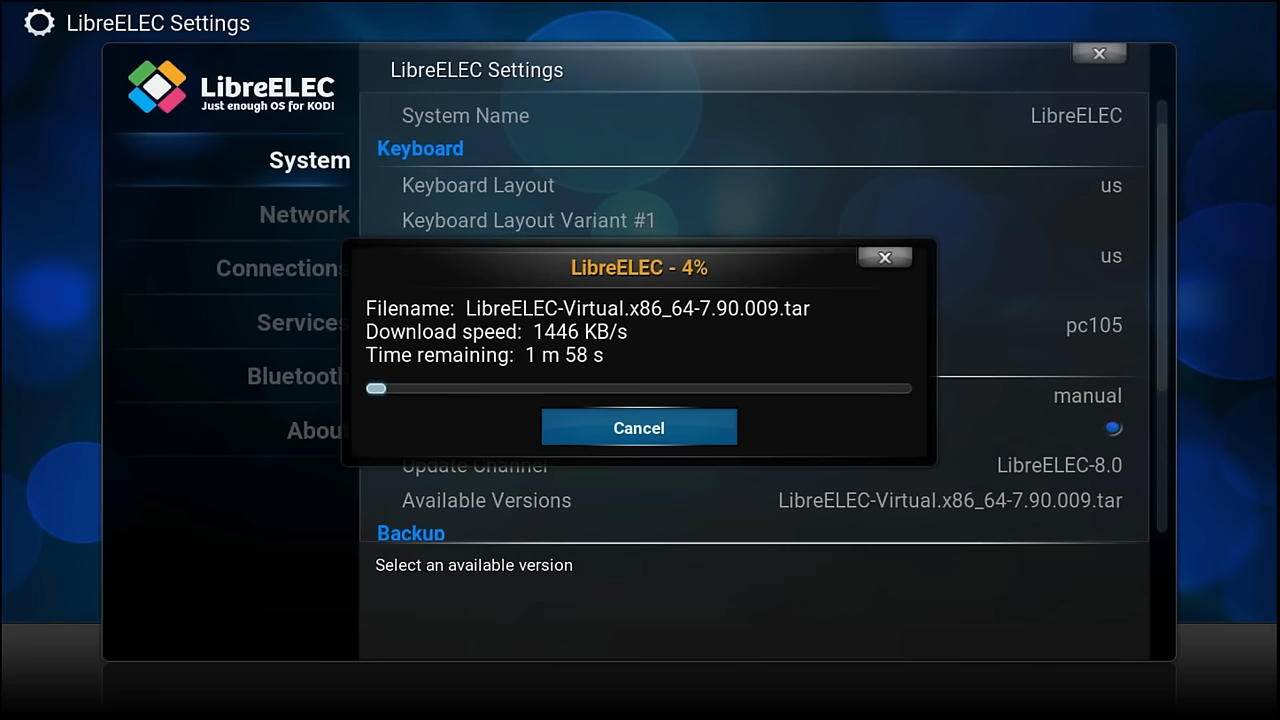 LibreELEC Settings
LibreELEC
Just enough OS for KODI
System
Network
Connections
Services
Bluetooth
About
LibreELEC Settings
System Name LibreELEC
Keyboard
Keyboard Layout us
Keyboard Layout Variant #1
us
pc105
manual
Update Channel LibreELEC-8.0
Available Versions LibreELEC-Virtual.x86_64-7.90.009.tar
Backup
Select an available version
LibreELEC - 4%
Filename: LibreELEC-Virtual.x86_64-7.90.009.tar
Download speed: 1446 KB/s
Time remaining: 1 m 58 s
Cancel